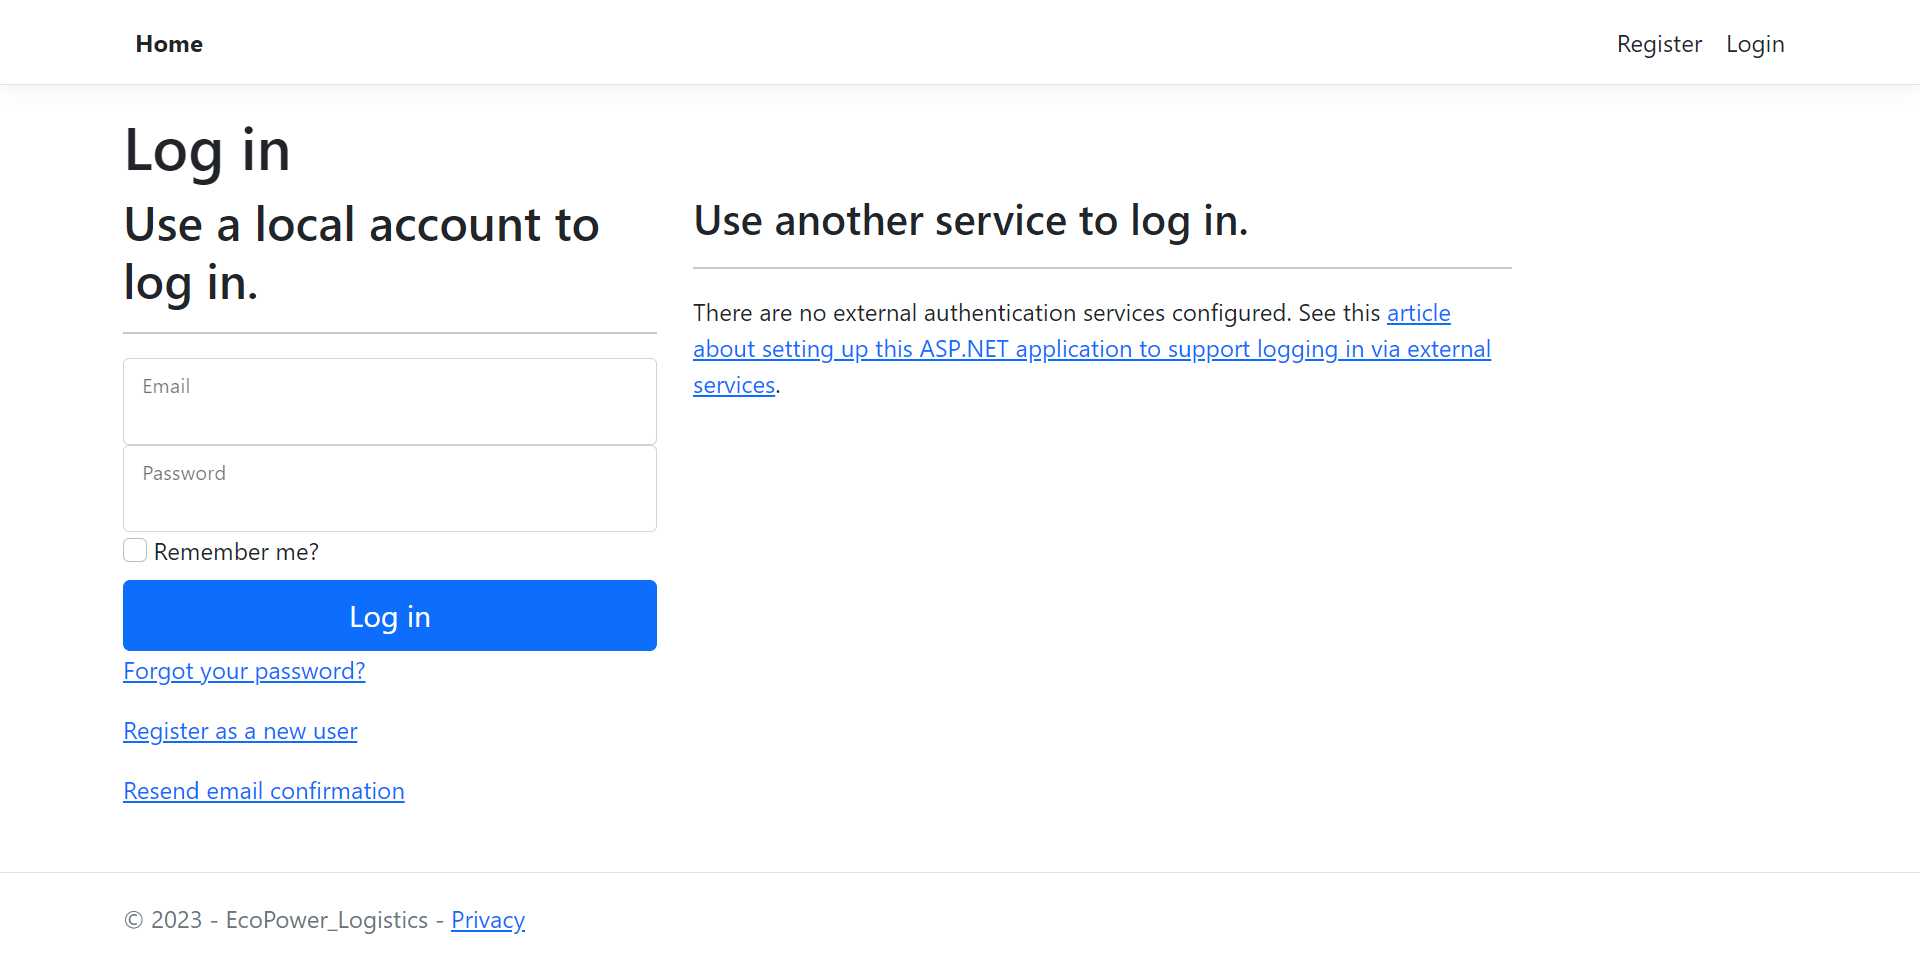 Home
Register
Login
Log in
Use a local account to
log in.
Email
Password
Remember me?
Log in
Forgot your password?
Register as a new user
Resend email confirmation
Use another service to log in.
There are no external authentication services configured. See this article
about setting up this ASP.NET application to support logging in via external
services.
© 2023 - EcoPower_Logistics - Privacy